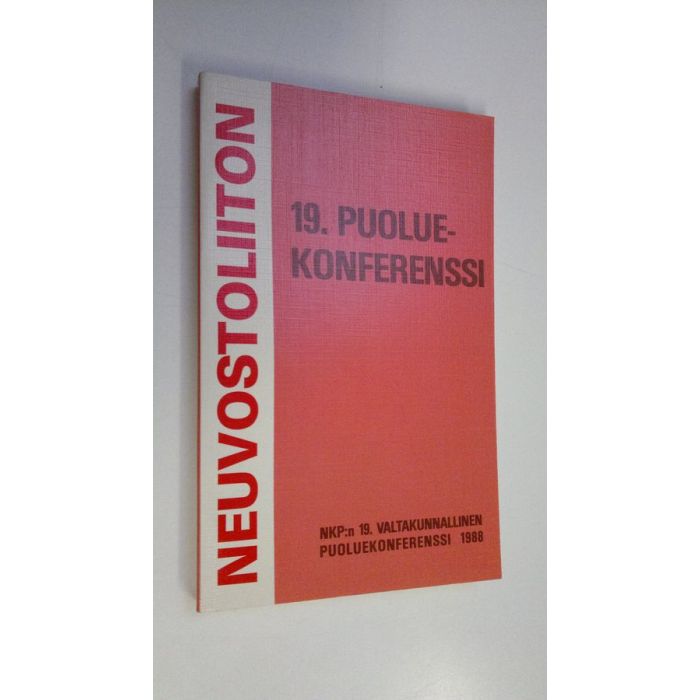 NEUVOSTOLIITON
19. PUOLUE-
KONFERENSSI
NKP:n 19. VALTAKUNNALLINEN
PUOLUEKONFERENSSI 1988